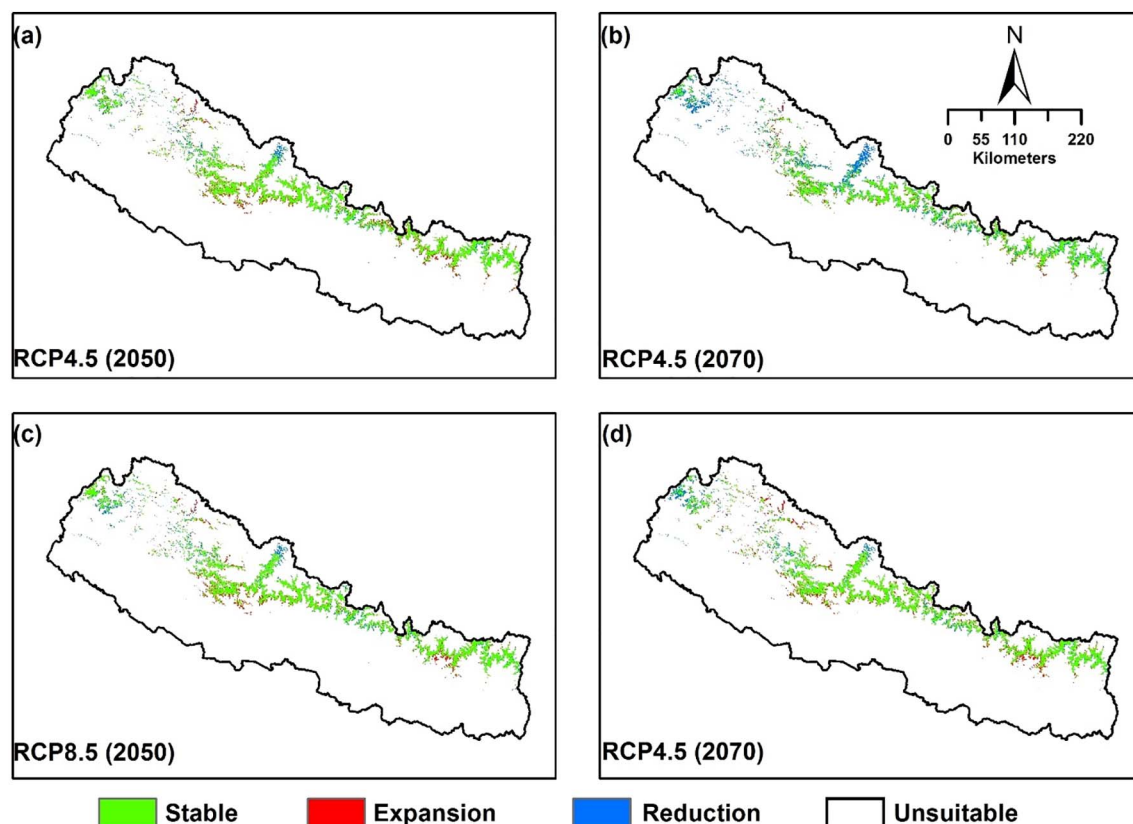 (a)
RCP4.5 (2050)
(b)
N
0 55 110 220
Kilometers
RCP4.5 (2070)
(c)
RCP8.5 (2050)
(d)
RCP4.5 (2070)
Stable Expansion Reduction Unsuitable